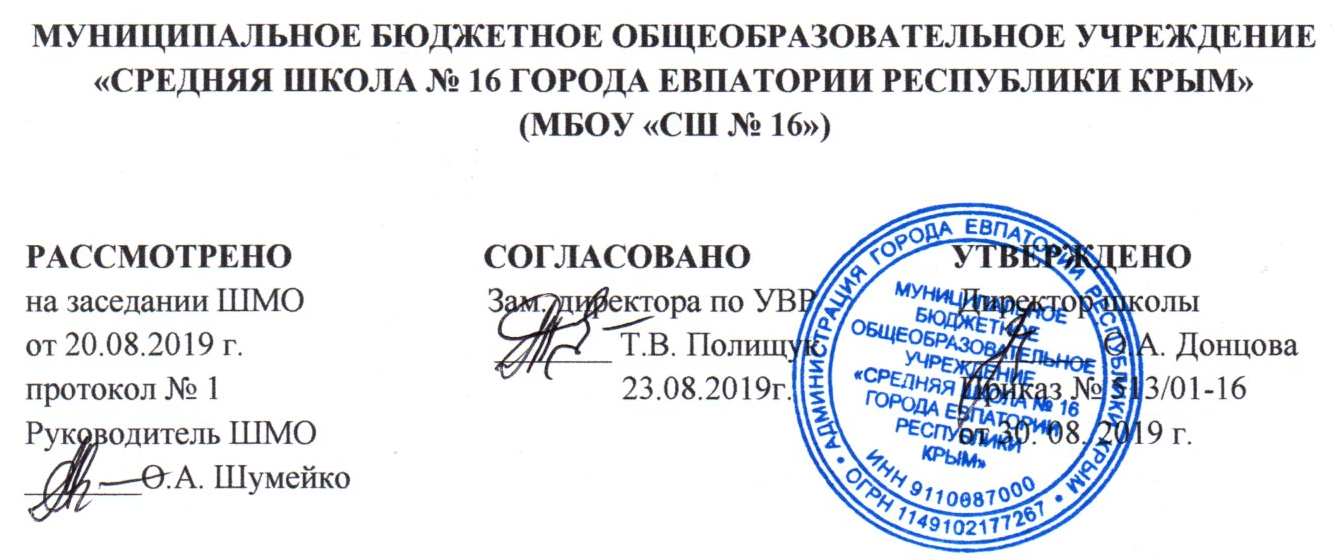 МУНИЦИПАЛЬНОЕ БЮДЖЕТНОЕ ОБЩЕОБРАЗОВАТЕЛЬНОЕ УЧРЕЖДЕНИЕ
«СРЕДНЯЯ ШКОЛА № 16 ГОРОДА ЕВПАТОРИИ РЕСПУБЛИКИ КРЫМ»
(МБОУ «СШ № 16»)
РАССМОТРЕНО
на заседании ШМО
от 20.08.2019 г.
протокол № 1
Руководитель ШМО
О.А. Шумейко
СОГЛАСОВАНО
Зам. директора по УВР
Т.В. Полищук
23.08.2019г.
УТВЕРЖДЕНО
Директор школы
О.А. Донцова
Приказ № 513/01-16
от 30. 08. 2019 г.
АДМИНИСТРАЦИЯ ГОРОДА ЕВПАТОРИИ РЕСПУБЛИКИ КРЫМ
МУНИЦИПАЛЬНОЕ
БЮДЖЕТНОЕ
ОБЩЕОБРАЗОВАТЕЛЬНОЕ
УЧРЕЖДЕНИЕ
«СРЕДНЯЯ ШКОЛА № 16
ГОРОДА ЕВПАТОРИИ
РЕСПУБЛИКИ
КРЫМ»
ИНН 9110087000
ОГРН 1149102177267